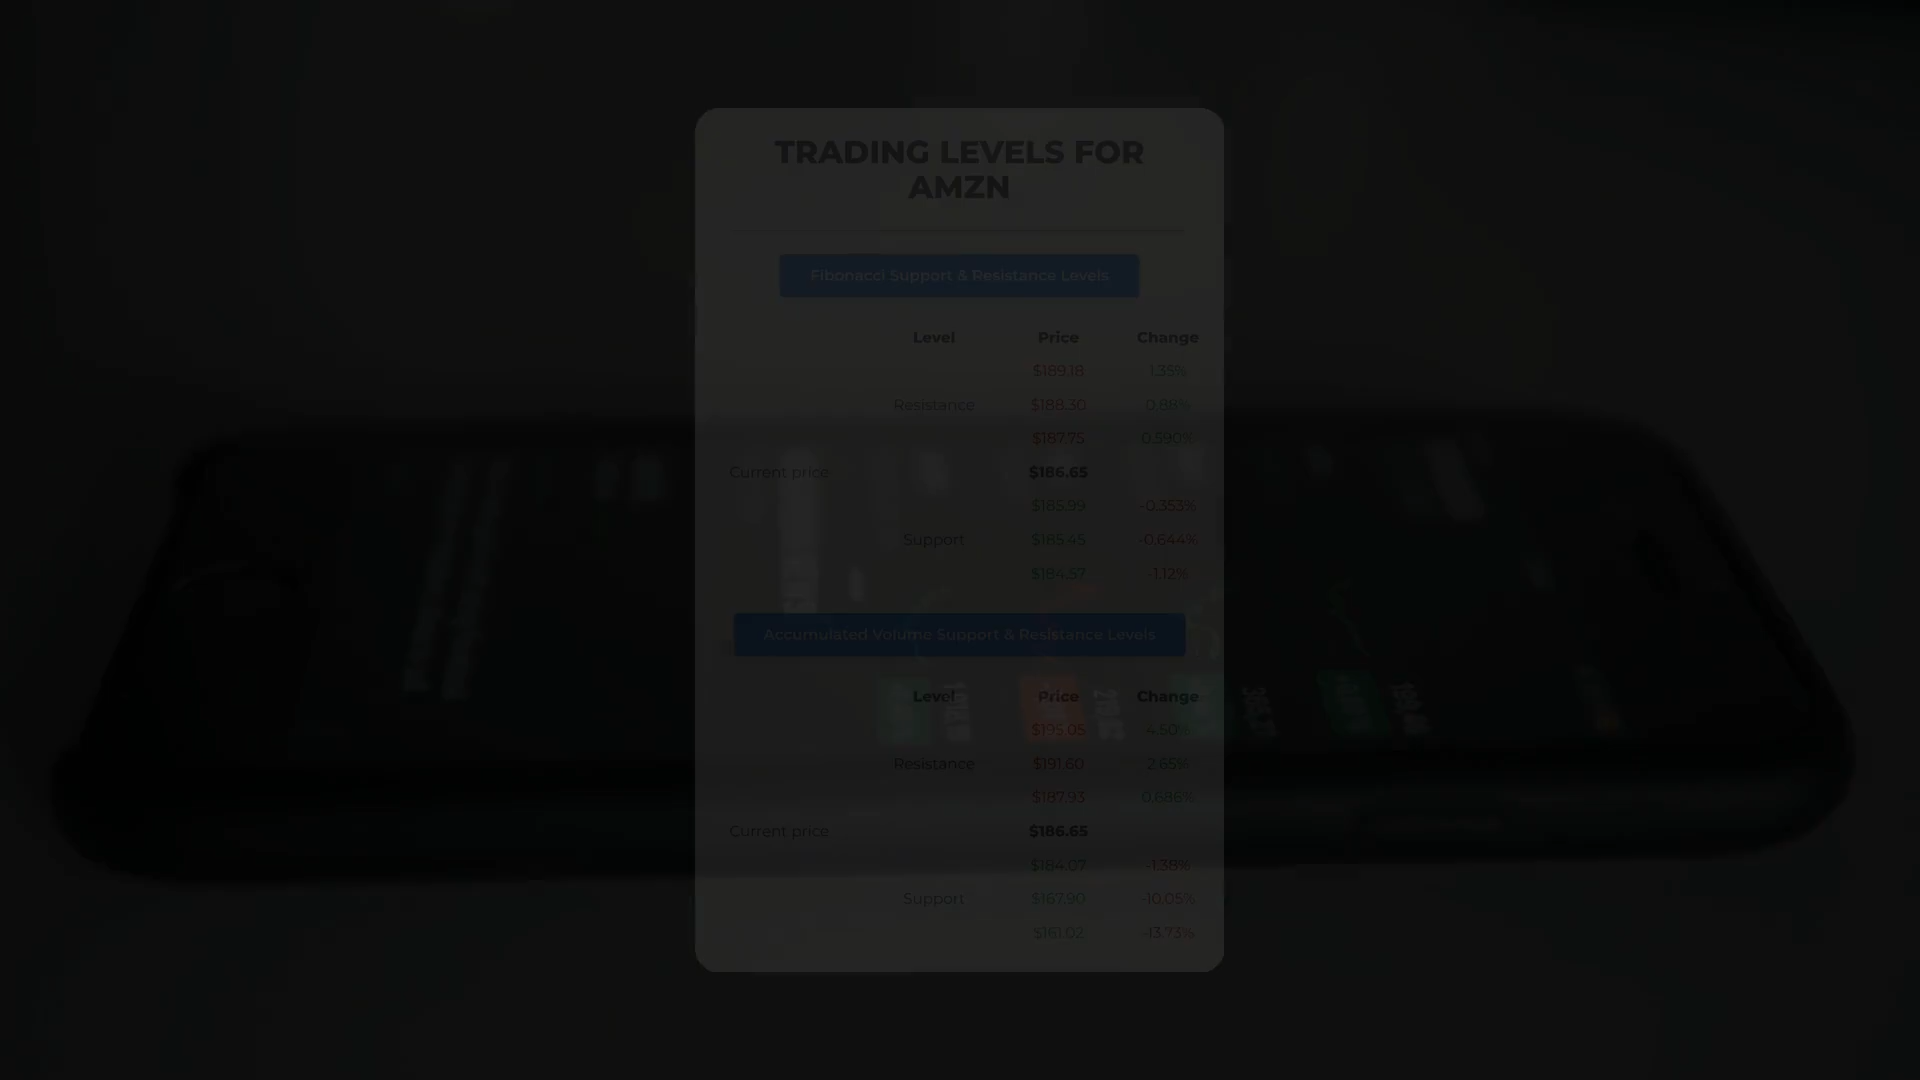 TRADING LEVELS FOR
AMZN
Fibonacci Support & Resistance Levels
Level Price Change
$189.18 1.35%
Resistance $188.30 0.88%
$187.75 0.590%
Current price $186.65
$185.99 -0.353%
Support $185.45 -0.644%
$184.57 -1.12%
Accumulated Volume Support & Resistance Levels
Level Price Change
$195.05 4.50%
Resistance $191.60 2.65%
$187.93 0.686%
Current price $186.65
$184.07 -1.38%
Support $167.90 -10.05%
$161.02 -13.73%